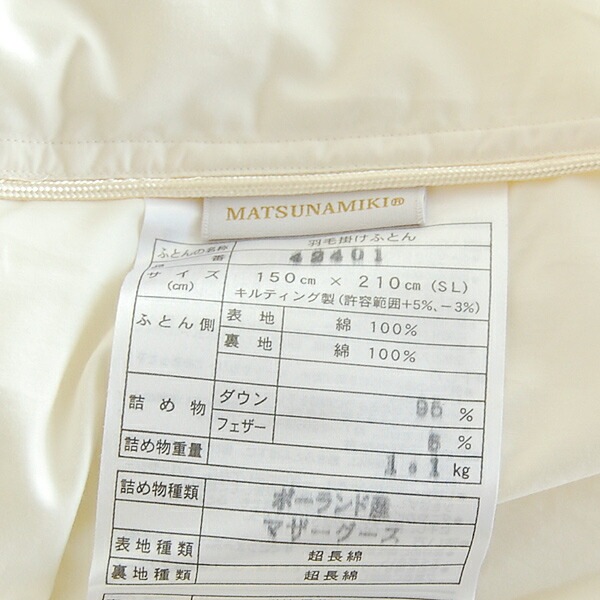 MATSUNAMIKI®
ふとんの名称 羽毛掛けふとん
品番 42401
サイズ(cm) 150cm × 210cm (SL)
キルティング製(許容範囲+5%、-3%)
ふとん側 表地 綿 100%
裏地 綿 100%
詰め物 ダウン 95 %
フェザー 5 %
詰め物重量 1.1 kg
詰め物種類 ポーランド産
マザーグース
表地種類 超長綿
裏地種類 超長綿